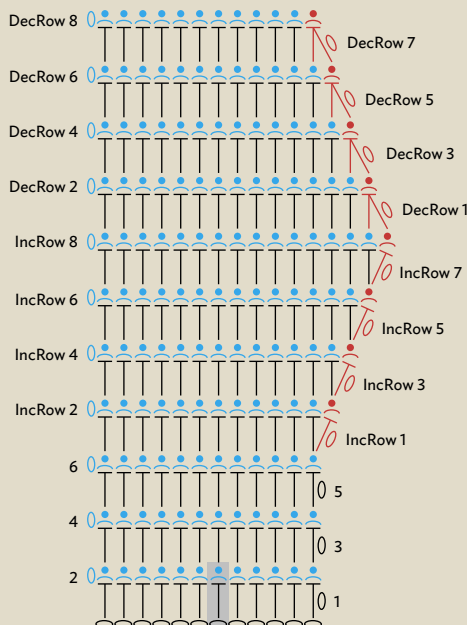 DecRow 8
DecRow 7
DecRow 6
DecRow 5
DecRow 4
DecRow 3
DecRow 2
DecRow 1
IncRow 8
IncRow 7
IncRow 6
IncRow 5
IncRow 4
IncRow 3
IncRow 2
IncRow 1
6
5
4
3
2
1